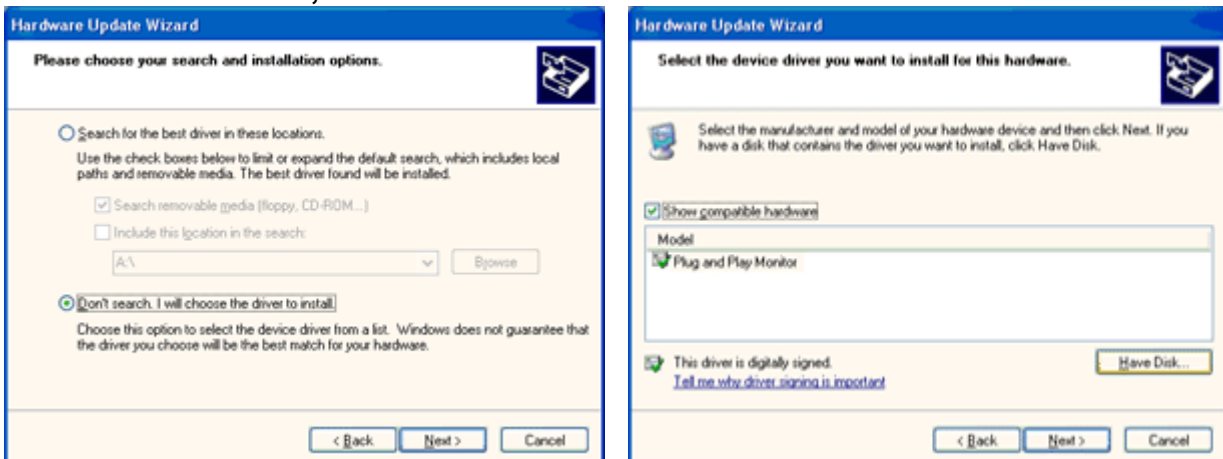 Hardware Update Wizard
Please choose your search and installation options.
Search for the best driver in these locations.
Use the check boxes below to limit or expand the default search, which includes local
paths and removable media. The best driver found will be installed.
Search removable media (floppy, CD-ROM...)
Include this location in the search:
A:\
Browse
Don't search. I will choose the driver to install.
Choose this option to select the device driver from a list. Windows does not guarantee that
the driver you choose will be the best match for your hardware.
< Back
Next >
Cancel
Hardware Update Wizard
Select the device driver you want to install for this hardware.
Select the manufacturer and model of your hardware device and then click Next. If you
have a disk that contains the driver you want to install, click Have Disk.
Show compatible hardware
Model
Plug and Play Monitor
This driver is digitally signed.
Have Disk...
Tell me why driver signing is important
< Back
Next >
Cancel